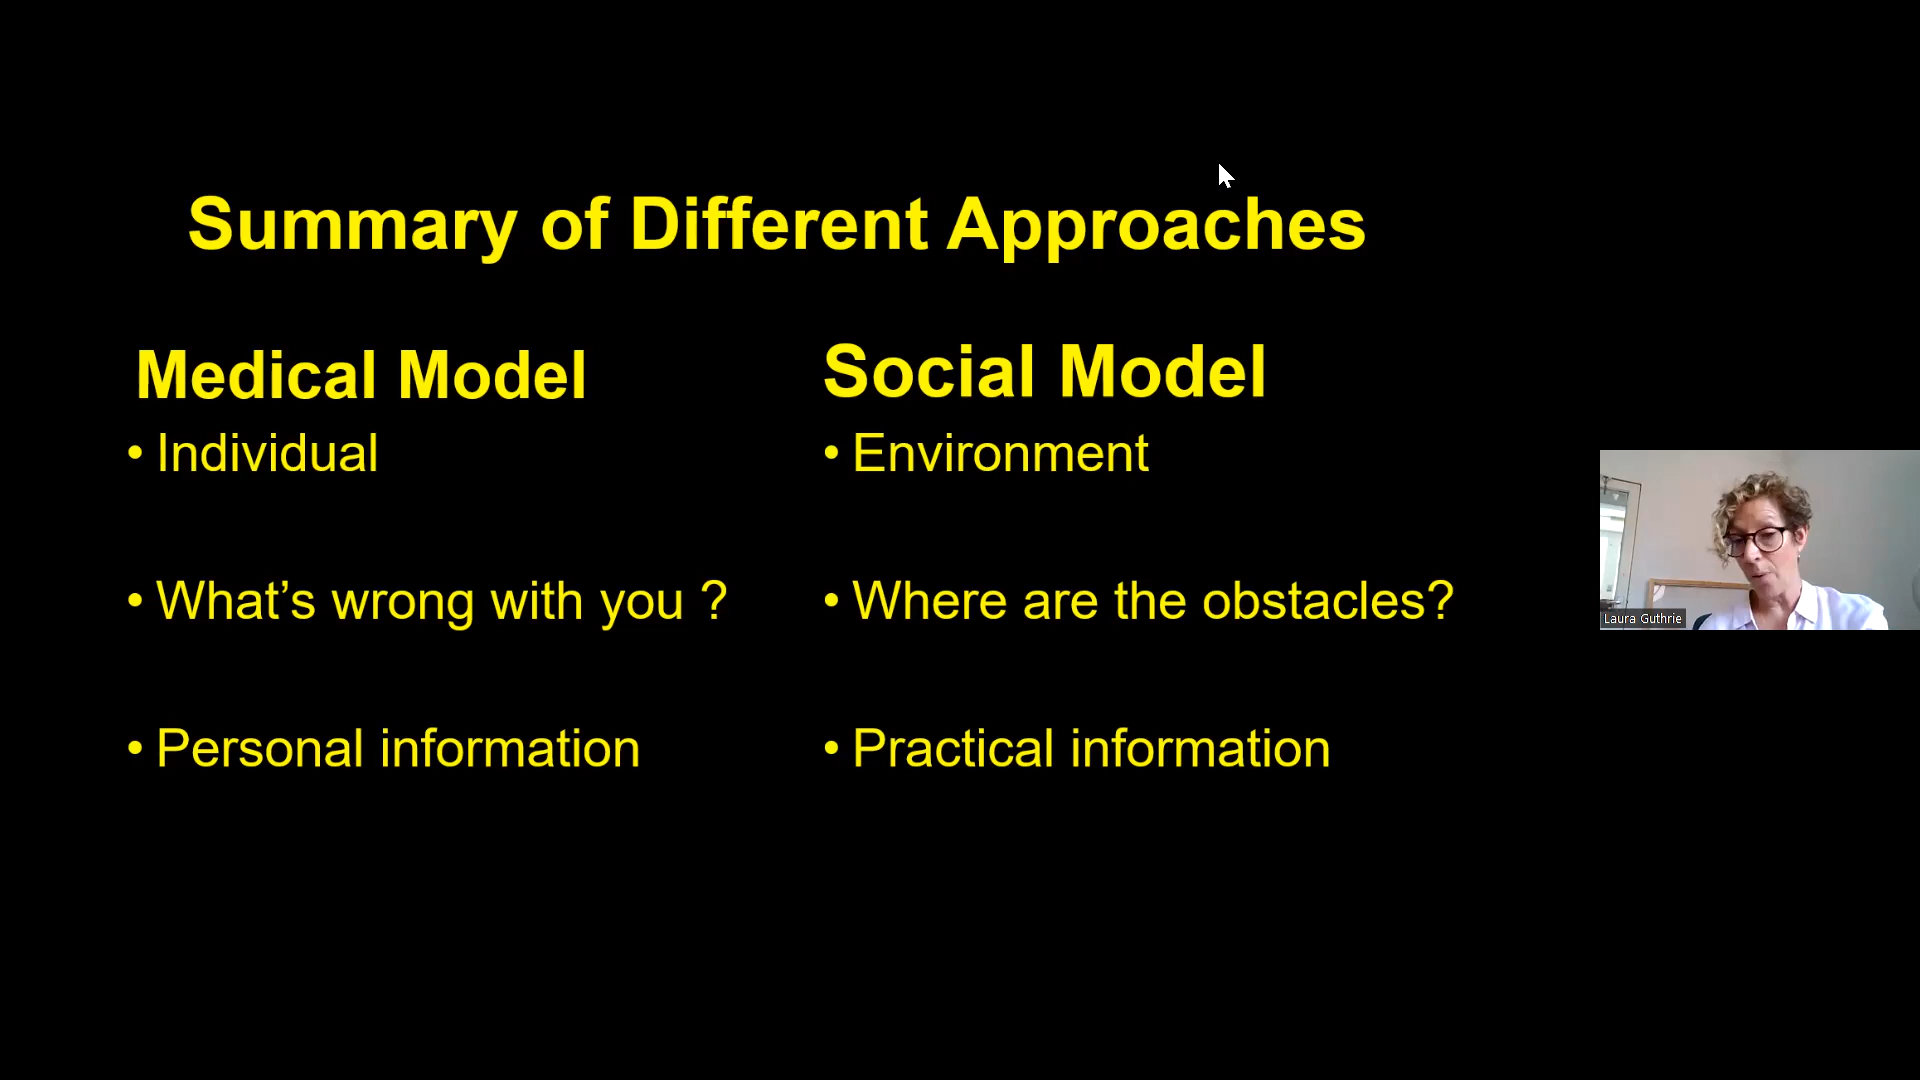 Summary of Different Approaches
Medical Model
• Individual
• What’s wrong with you ?
• Personal information
Social Model
• Environment
• Where are the obstacles?
• Practical information
Laura Guthrie